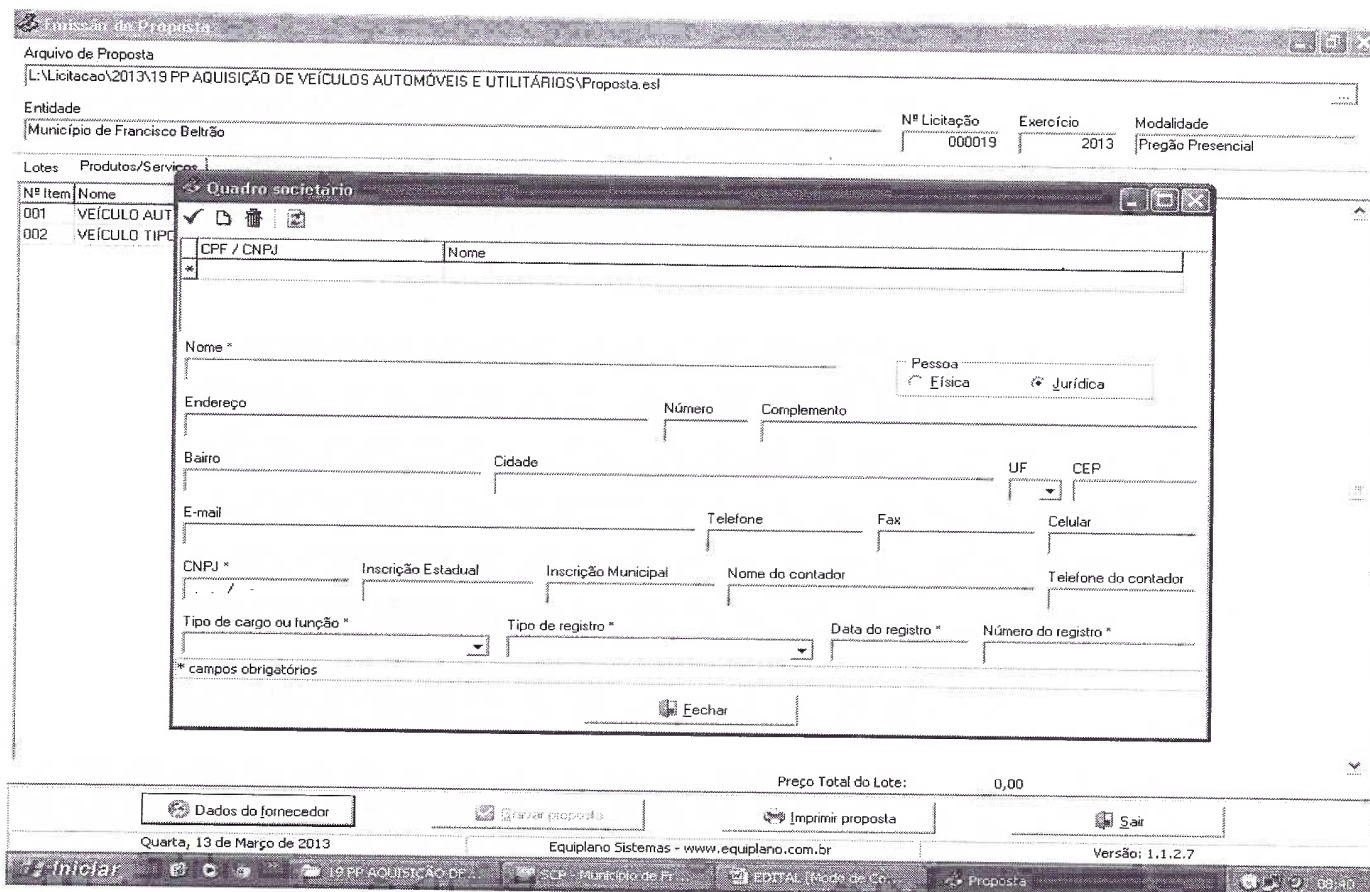 Emissão de Proposta
Arquivo de Proposta
L:\Licitacao\2013\19 PP AQUISIÇÃO DE VEÍCULOS AUTOMÓVEIS E UTILITÁRIOS\Proposta.esl
...
Entidade Nº Licitação Exercício Modalidade
Município de Francisco Beltrão 000019 2013 Pregão Presencial
Lotes Produtos/Serviços
Nº Item Nome
001 VEÍCULO AUT
002 VEÍCULO TIPO
Quadro societário
CPF / CNPJ Nome
*
Nome * Pessoa
Física Jurídica
Endereço Número Complemento
Bairro Cidade UF CEP
E-mail Telefone Fax Celular
CNPJ * Inscrição Estadual Inscrição Municipal Nome do contador Telefone do contador
. . / -
Tipo de cargo ou função * Tipo de registro * Data do registro * Número do registro *
* campos obrigatórios
Fechar
Preço Total do Lote: 0,00
Dados do fornecedor Gravar proposta Imprimir proposta Sair
Quarta, 13 de Março de 2013 Equiplano Sistemas - www.equiplano.com.br Versão: 1.1.2.7
Iniciar 19 PP AQUISIÇÃO DE ... SCP - Município de Fr... EDITAL [Modo de Co... Proposta